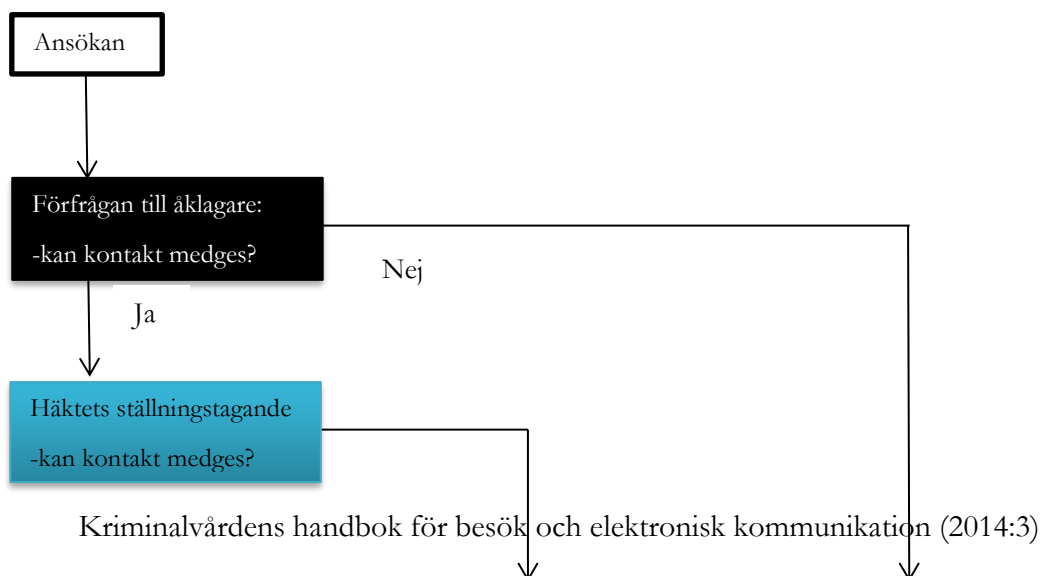 Ansökan
Förfrågan till åklagare:
-kan kontakt medges?
Nej
Ja
Häktets ställningstagande
-kan kontakt medges?
Kriminalvårdens handbok för besök och elektronisk kommunikation (2014:3)